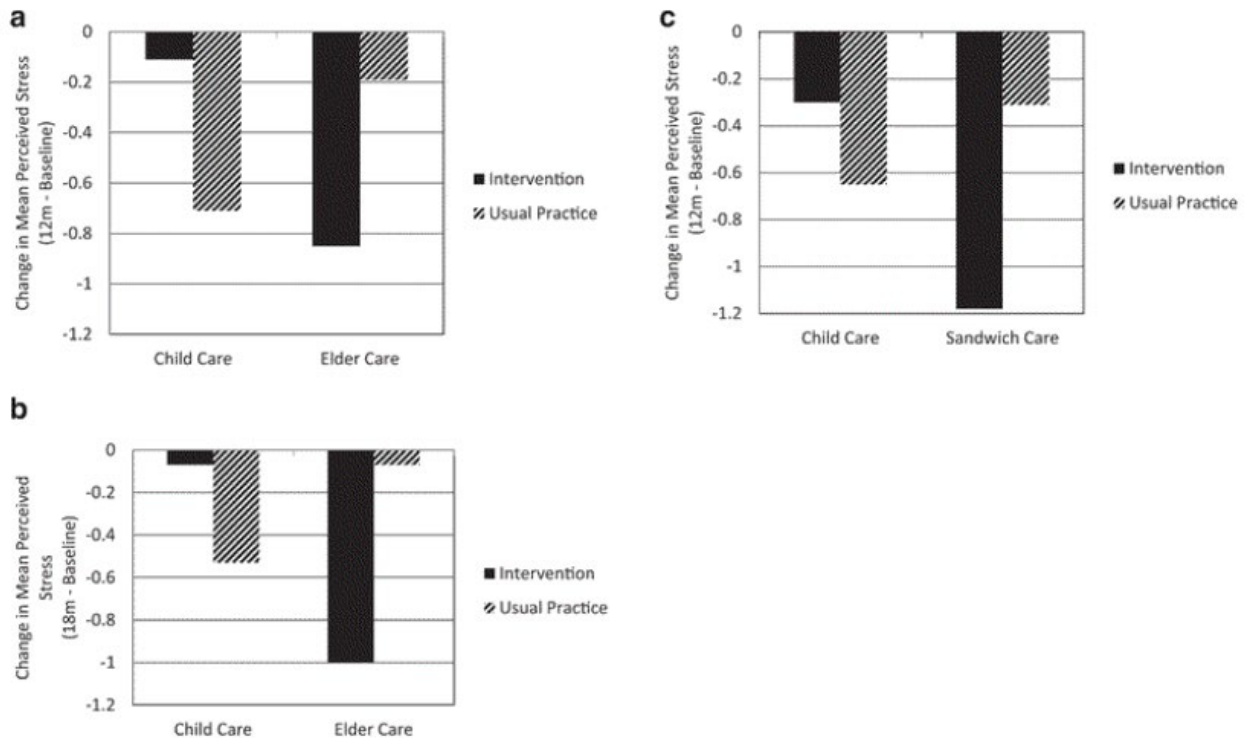 a
Change in Mean Perceived Stress
(12m - Baseline)
0
-0.2
-0.4
-0.6
-0.8
-1
-1.2
Child Care
Elder Care
Intervention
Usual Practice
c
Change in Mean Perceived Stress
(12m - Baseline)
0
-0.2
-0.4
-0.6
-0.8
-1
-1.2
Child Care
Sandwich Care
Intervention
Usual Practice
b
Change in Mean Perceived
Stress
(18m - Baseline)
0
-0.2
-0.4
-0.6
-0.8
-1
-1.2
Child Care
Elder Care
Intervention
Usual Practice